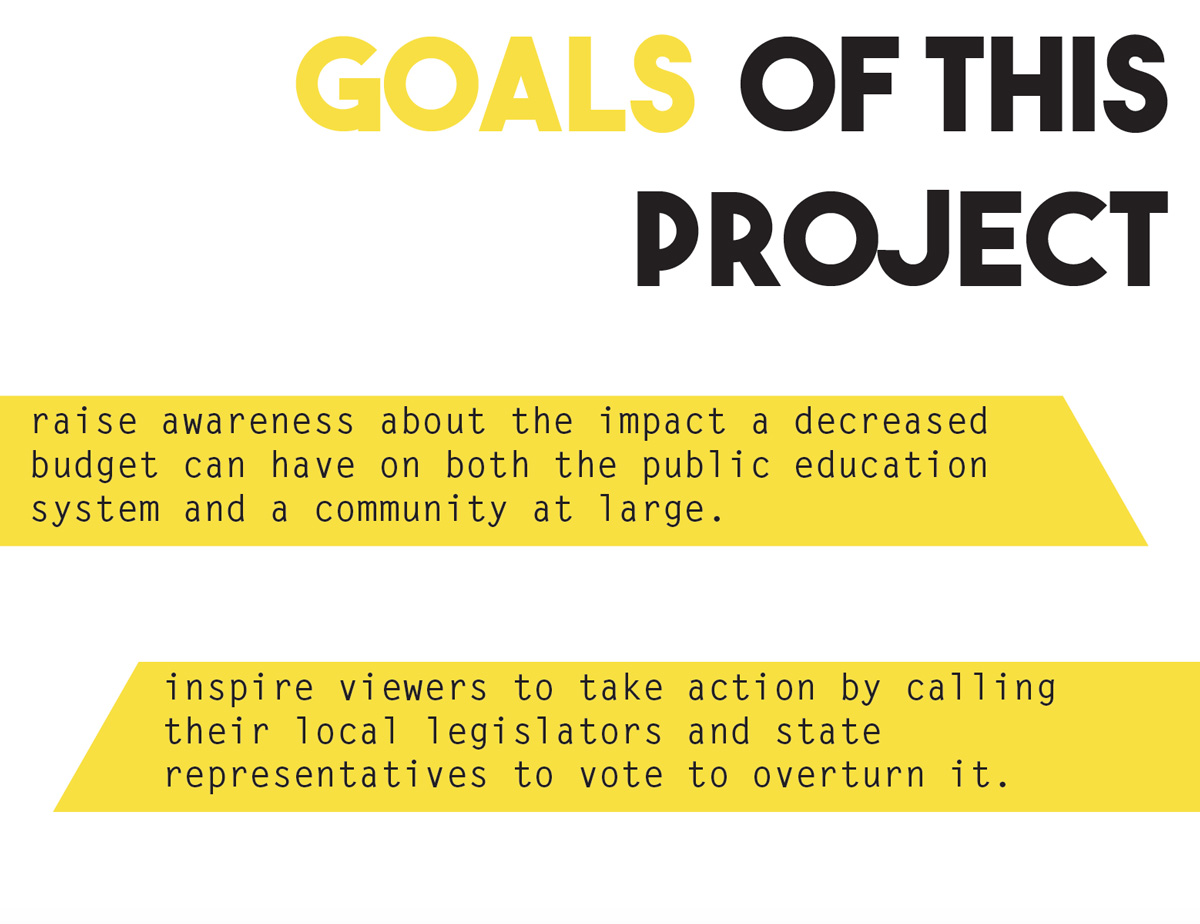 GOALS OF THIS
PROJECT
raise awareness about the impact a decreased
budget can have on both the public education
system and a community at large.
inspire viewers to take action by calling
their local legislators and state
representatives to vote to overturn it.